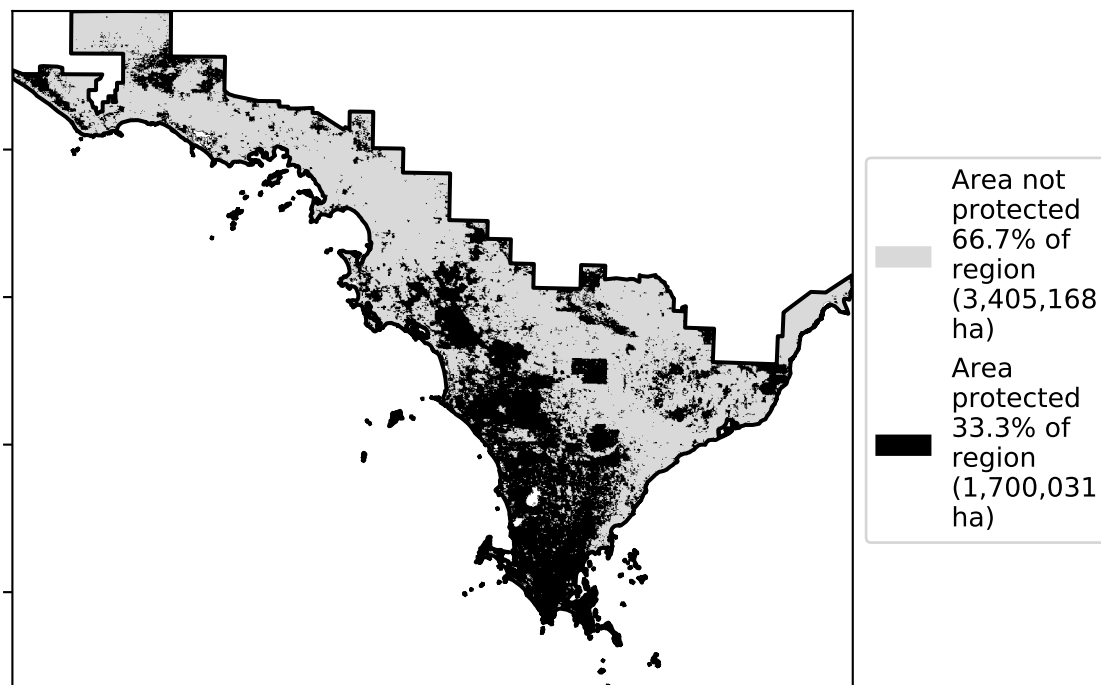 Area not
protected
66.7% of
region
(3,405,168
ha)
Area
protected
33.3% of
region
(1,700,031
ha)